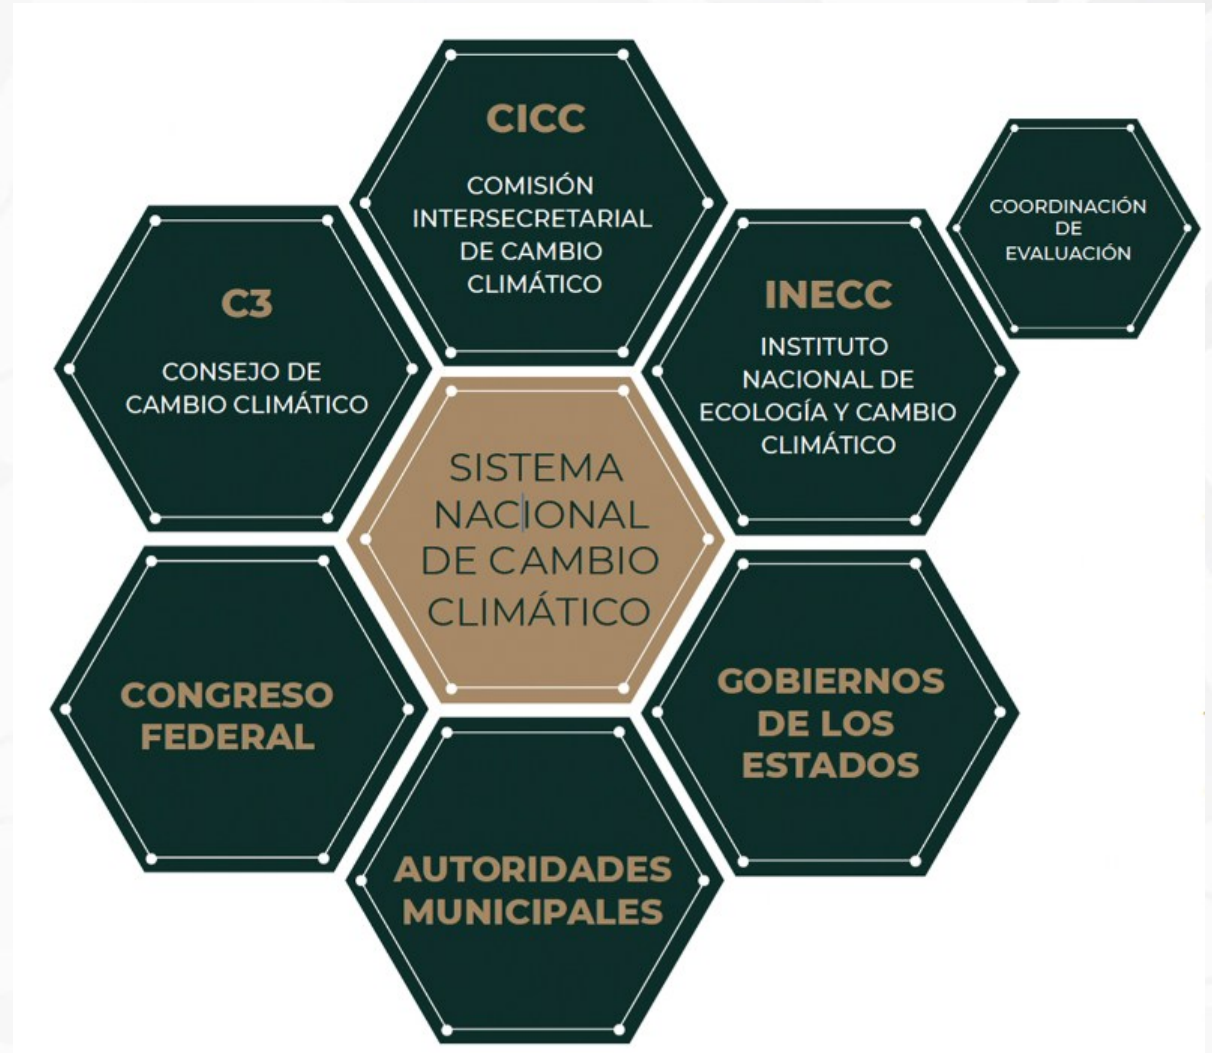 CICC
COMISIÓN
INTERSECRETARIAL
DE CAMBIO
CLIMÁTICO
COORDINACIÓN
DE
EVALUACIÓN
C3
CONSEJO DE
CAMBIO CLIMÁTICO
INECC
INSTITUTO
NACIONAL DE
ECOLOGÍA Y CAMBIO
CLIMÁTICO
SISTEMA
NACIONAL
DE CAMBIO
CLIMÁTICO
CONGRESO
FEDERAL
GOBIERNOS
DE LOS
ESTADOS
AUTORIDADES
MUNICIPALES